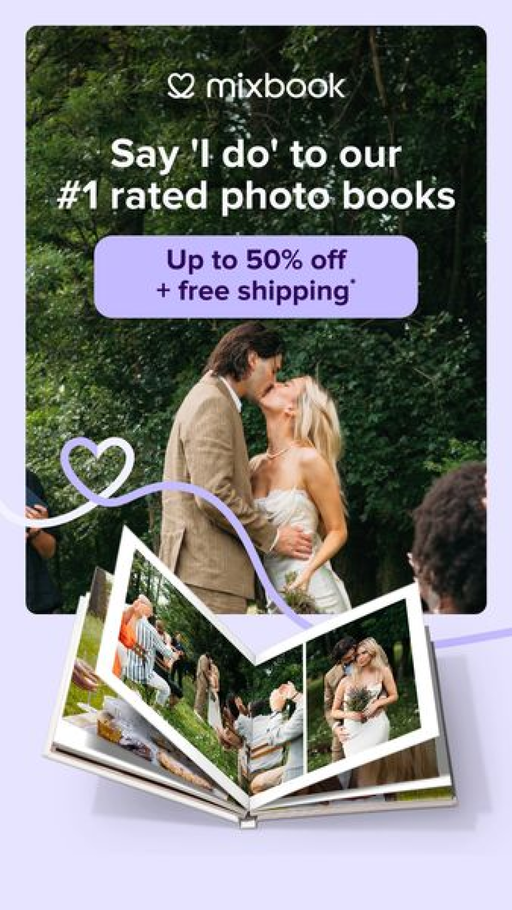 mixbook
Say 'I do' to our
#1 rated photo books
Up to 50% off
+ free shipping*